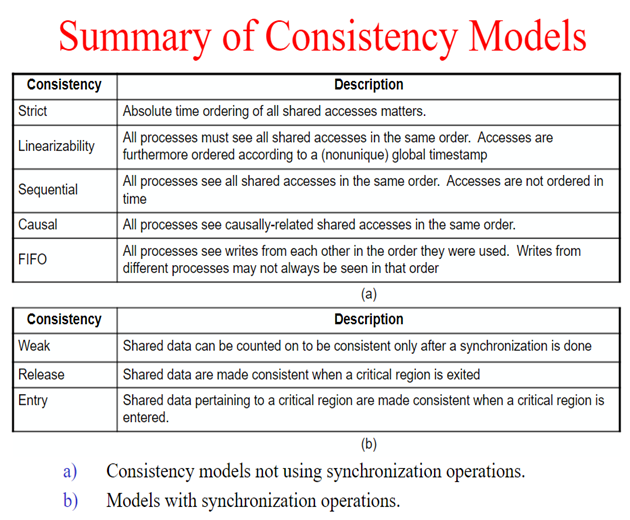 Summary of Consistency Models
Consistency Description
Strict Absolute time ordering of all shared accesses matters.
Linearizability All processes must see all shared accesses in the same order. Accesses are
furthermore ordered according to a (nonunique) global timestamp
Sequential All processes see all shared accesses in the same order. Accesses are not ordered in
time
Causal All processes see causally-related shared accesses in the same order.
FIFO All processes see writes from each other in the order they were used. Writes from
different processes may not always be seen in that order
(a)
Consistency Description
Weak Shared data can be counted on to be consistent only after a synchronization is done
Release Shared data are made consistent when a critical region is exited
Entry Shared data pertaining to a critical region are made consistent when a critical region is
entered.
(b)
a) Consistency models not using synchronization operations.
b) Models with synchronization operations.